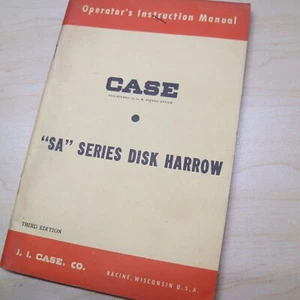 Operator's Instruction Manual
CASE
"SA" SERIES DISK HARROW
THIRD EDITION
J. I. CASE. CO.
RACINE, WISCONSIN U.S.A.